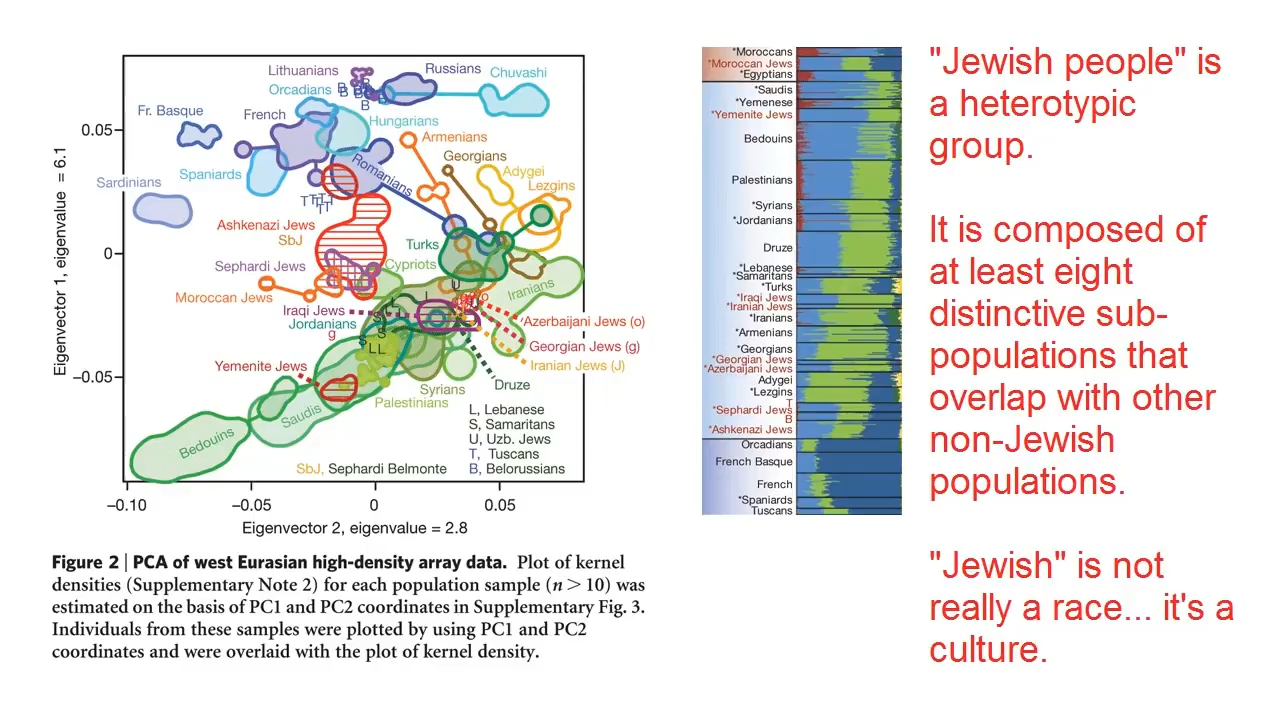 Lithuanians
Russians
Chuvashi
Orcadians
B
Fr. Basque
French
Hungarians
Armenians
Georgians
Adygei
Lezgins
Romanians
Sardinians
Spaniards
T
Ashkenazi Jews
SbJ
Turks
Sephardi Jews
Cypriots
Iranians
Moroccan Jews
U
Iraqi Jews
L
Jordanians
g
S
S
S
Azerbaijani Jews (o)
Georgian Jews (g)
LL
Yemenite Jews
Iranian Jews (J)
Syrians
Druze
Palestinians
Saudis
Bedouins
L, Lebanese
S, Samaritans
U, Uzb. Jews
T, Tuscans
SbJ, Sephardi Belmonte
B, Belorussians
0.05
0
−0.05
Eigenvector 1, eigenvalue = 6.1
−0.10
−0.05
0
0.05
Eigenvector 2, eigenvalue = 2.8
Figure 2 | PCA of west Eurasian high-density array data. Plot of kernel
densities (Supplementary Note 2) for each population sample (n > 10) was
estimated on the basis of PC1 and PC2 coordinates in Supplementary Fig. 3.
Individuals from these samples were plotted by using PC1 and PC2
coordinates and were overlaid with the plot of kernel density.
*Moroccans
*Moroccan Jews
*Egyptians
*Saudis
*Yemenese
*Yemenite Jews
Bedouins
Palestinians
*Syrians
*Jordanians
Druze
*Lebanese
*Samaritans
*Turks
*Iraqi Jews
*Iranian Jews
*Iranians
*Armenians
*Georgians
*Georgian Jews
*Azerbaijani Jews
Adygei
*Lezgins
T
*Sephardi Jews
B
*Ashkenazi Jews
Orcadians
French Basque
French
*Spaniards
Tuscans
"Jewish people" is
a heterotypic
group.
It is composed of
at least eight
distinctive sub-
populations that
overlap with other
non-Jewish
populations.
"Jewish" is not
really a race... it's a
culture.